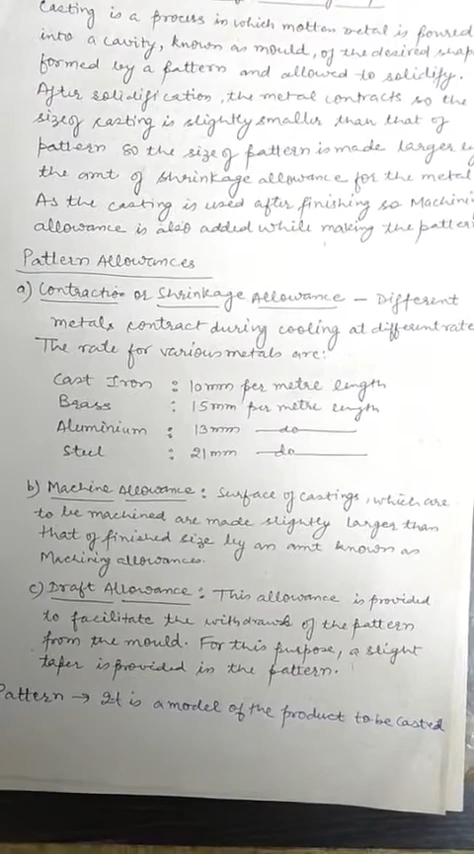 Casting is a process in which molten metal is poured
into a cavity, known as mould, of the desired shap
formed by a pattern and allowed to solidify.
After solidification, the metal contracts so the
size of casting is slightly smaller than that of
pattern so the size of pattern is made larger
the amt of shrinkage allowance for the metal
As the casting is used after finishing so Machini
allowance is also added while making the patter
Pattern Allowances
a) Contraction or Shrinkage Allowance – Different
metals contract during cooling at different rate
The rate for various metals are:
Cast Iron : 10mm per metre length
Brass : 15mm per metre length
Aluminium : 13mm —do—
Steel : 21mm —do—
b) Machine Allowance : Surface of castings, which are
to be machined are made slightly larger than
that of finished size by an amt known as
Machining allowances.
c) Draft Allowance : This allowance is provided
to facilitate the withdrawl of the pattern
from the mould. For this purpose, a slight
taper is provided in the pattern.
Pattern → It is a model of the product to be casted